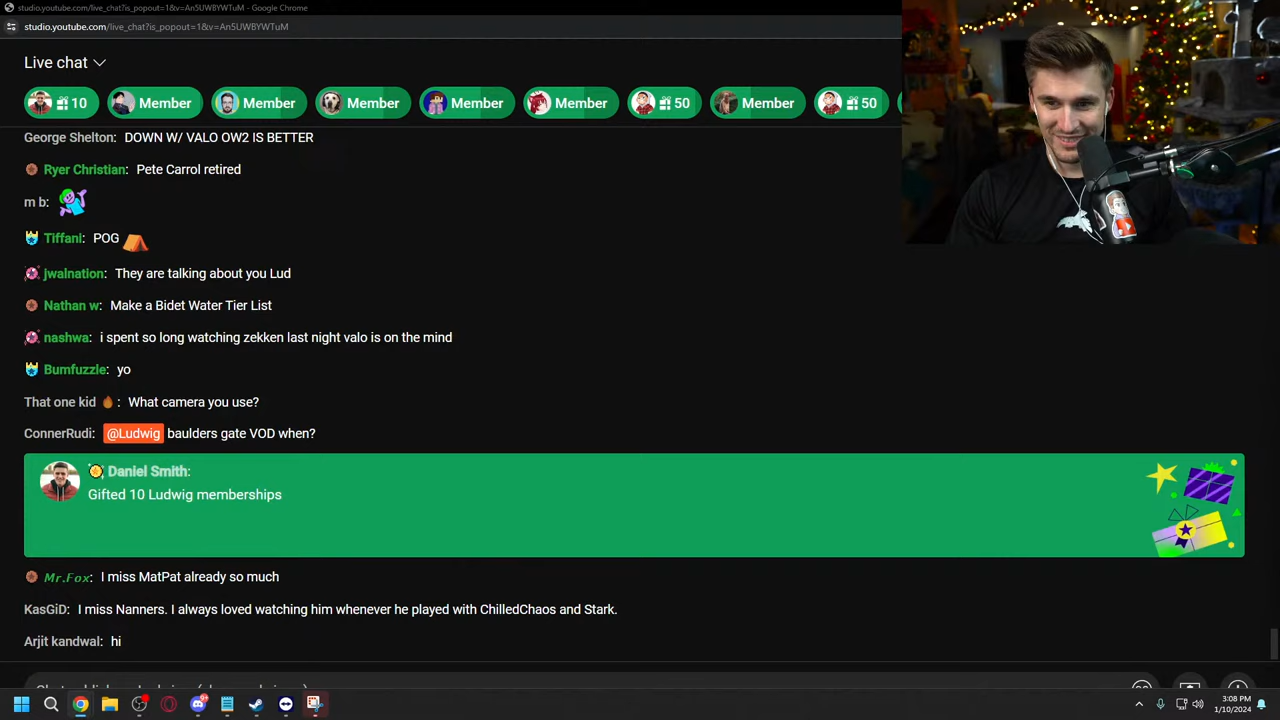 studio.youtube.com/live_chat?is_popout=1&v=An5UWBYWTuM - Google Chrome
studio.youtube.com/live_chat?is_popout=1&v=An5UWBYWTuM
Live chat
10 Member Member Member Member Member 50 Member 50
George Shelton: DOWN W/ VALO OW2 IS BETTER
Ryer Christian: Pete Carrol retired
m b:
Tiffani: POG
jwalnation: They are talking about you Lud
Nathan w: Make a Bidet Water Tier List
nashwa: i spent so long watching zekken last night valo is on the mind
Bumfuzzle: yo
That one kid 🔥: What camera you use?
ConnerRudi: @Ludwig baulders gate VOD when?
Daniel Smith:
Gifted 10 Ludwig memberships
Mr.Fox: I miss MatPat already so much
KasGiD: I miss Nanners. I always loved watching him whenever he played with ChilledChaos and Stark.
Arjit kandwal: hi
3:08 PM
1/10/2024